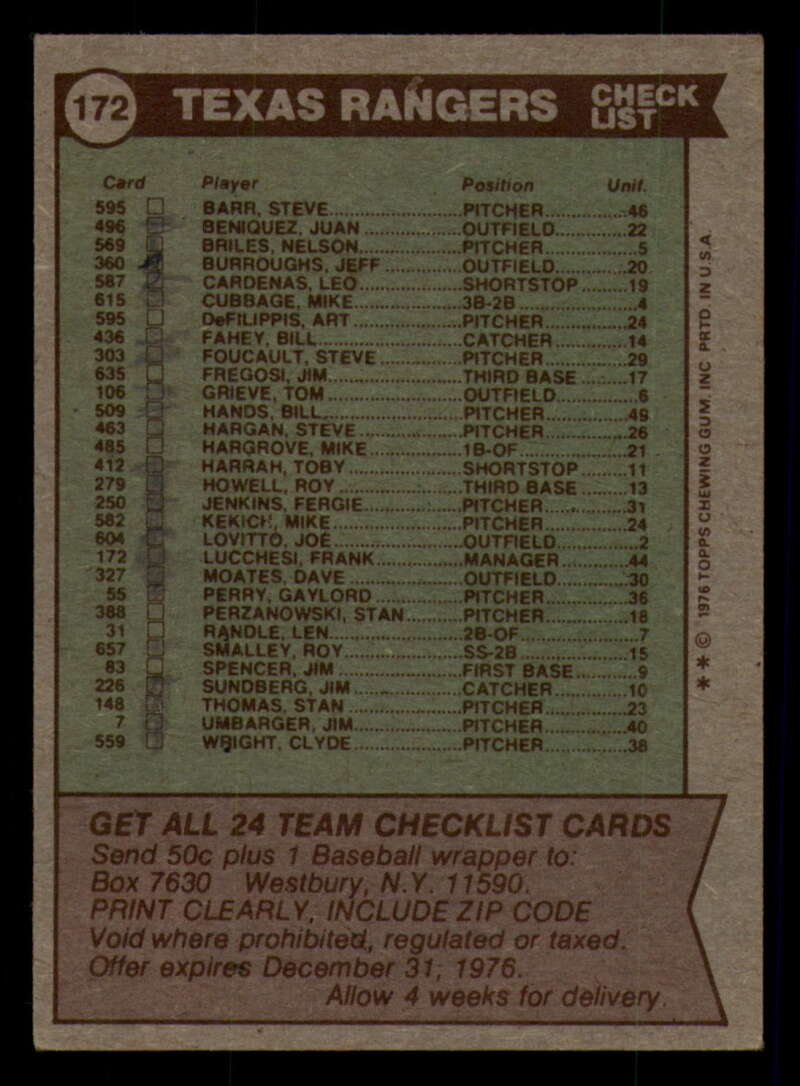 172 TEXAS RANGERS CHECK LIST
Card Player Position Unif.
595 BARR, STEVE PITCHER 46
496 BENIQUEZ, JUAN OUTFIELD 22
569 BRILES, NELSON PITCHER 5
360 BURROUGHS, JEFF OUTFIELD 20
587 CARDENAS, LEO SHORTSTOP 19
615 CUBBAGE, MIKE 3B-2B 4
595 DeFILIPPIS, ART PITCHER 24
436 FAHEY, BILL CATCHER 14
303 FOUCAULT, STEVE PITCHER 29
635 FREGOSI, JIM THIRD BASE 17
106 GRIEVE, TOM OUTFIELD 6
509 HANDS, BILL PITCHER 49
463 HARGAN, STEVE PITCHER 26
485 HARGROVE, MIKE 1B-OF 21
412 HARRAH, TOBY SHORTSTOP 11
279 HOWELL, ROY THIRD BASE 13
250 JENKINS, FERGIE PITCHER 31
582 KEKICH, MIKE PITCHER 24
604 LOVITTO, JOE OUTFIELD 2
172 LUCCHESI, FRANK MANAGER 44
327 MOATES, DAVE OUTFIELD 30
55 PERRY, GAYLORD PITCHER 36
388 PERZANOWSKI, STAN PITCHER 18
31 RANDLE, LEN 2B-OF 7
657 SMALLEY, ROY SS-2B 15
83 SPENCER, JIM FIRST BASE 9
226 SUNDBERG, JIM CATCHER 10
148 THOMAS, STAN PITCHER 23
7 UMBARGER, JIM PITCHER 40
559 WRIGHT, CLYDE PITCHER 38
GET ALL 24 TEAM CHECKLIST CARDS
Send 50c plus 1 Baseball wrapper to:
Box 7630 Westbury, N.Y. 11590.
PRINT CLEARLY, INCLUDE ZIP CODE
Void where prohibited, regulated or taxed.
Offer expires December 31, 1976.
Allow 4 weeks for delivery.
** © 1976 TOPPS CHEWING GUM, INC PRTD. IN U.S.A.